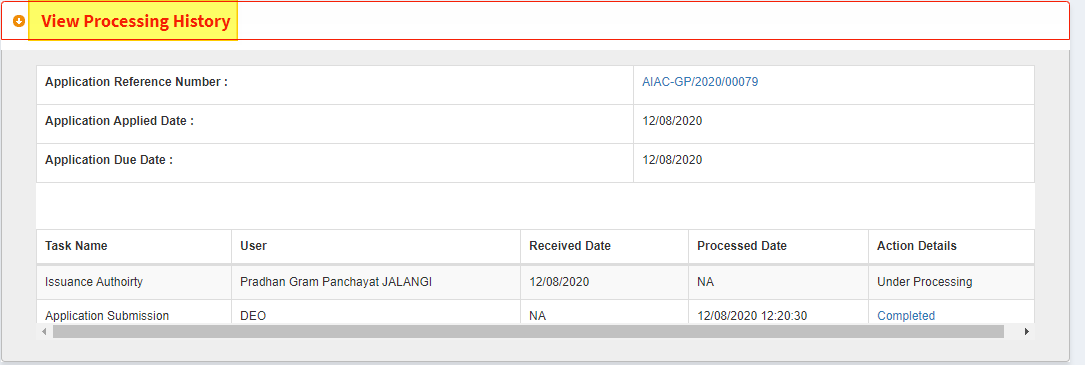 View Processing History
Application Reference Number : AIAC-GP/2020/00079
Application Applied Date : 12/08/2020
Application Due Date : 12/08/2020
Task Name User Received Date Processed Date Action Details
Issuance Authoirty Pradhan Gram Panchayat JALANGI 12/08/2020 NA Under Processing
Application Submission DEO NA 12/08/2020 12:20:30 Completed